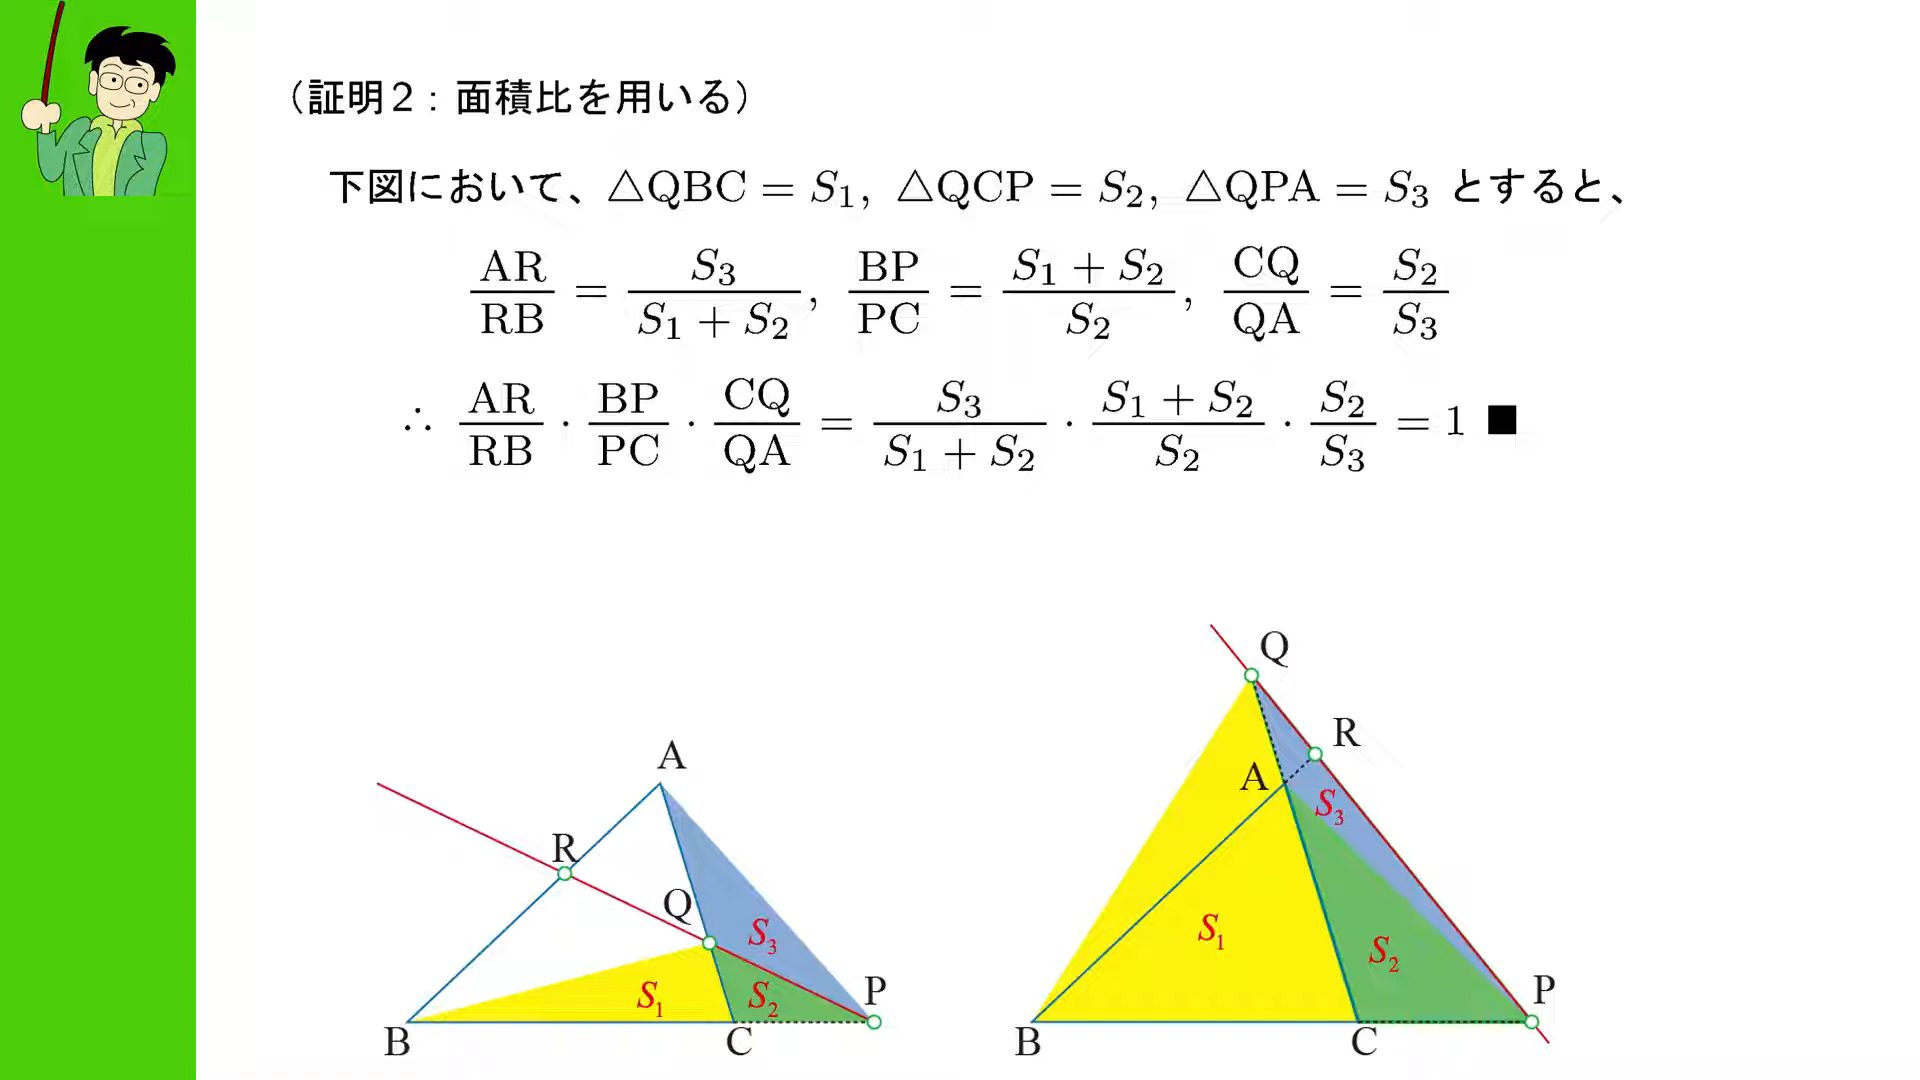 （証明２：面積比を用いる）
下図において、△QBC = S₁, △QCP = S₂, △QPA = S₃ とすると、
AR/RB = S₃/(S₁ + S₂), BP/PC = (S₁ + S₂)/S₂, CQ/QA = S₂/S₃
∴ AR/RB · BP/PC · CQ/QA = S₃/(S₁ + S₂) · (S₁ + S₂)/S₂ · S₂/S₃ = 1 ■
A
R
Q
S₃
S₁
S₂
P
B
C
Q
R
A
S₃
S₁
S₂
P
B
C